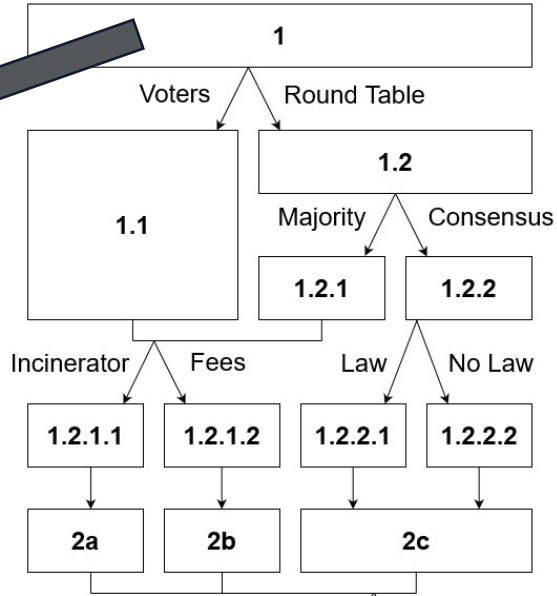 1
Voters Round Table
1.1
1.2
Majority Consensus
1.2.1 1.2.2
Incinerator Fees Law No Law
1.2.1.1 1.2.1.2 1.2.2.1 1.2.2.2
2a 2b 2c